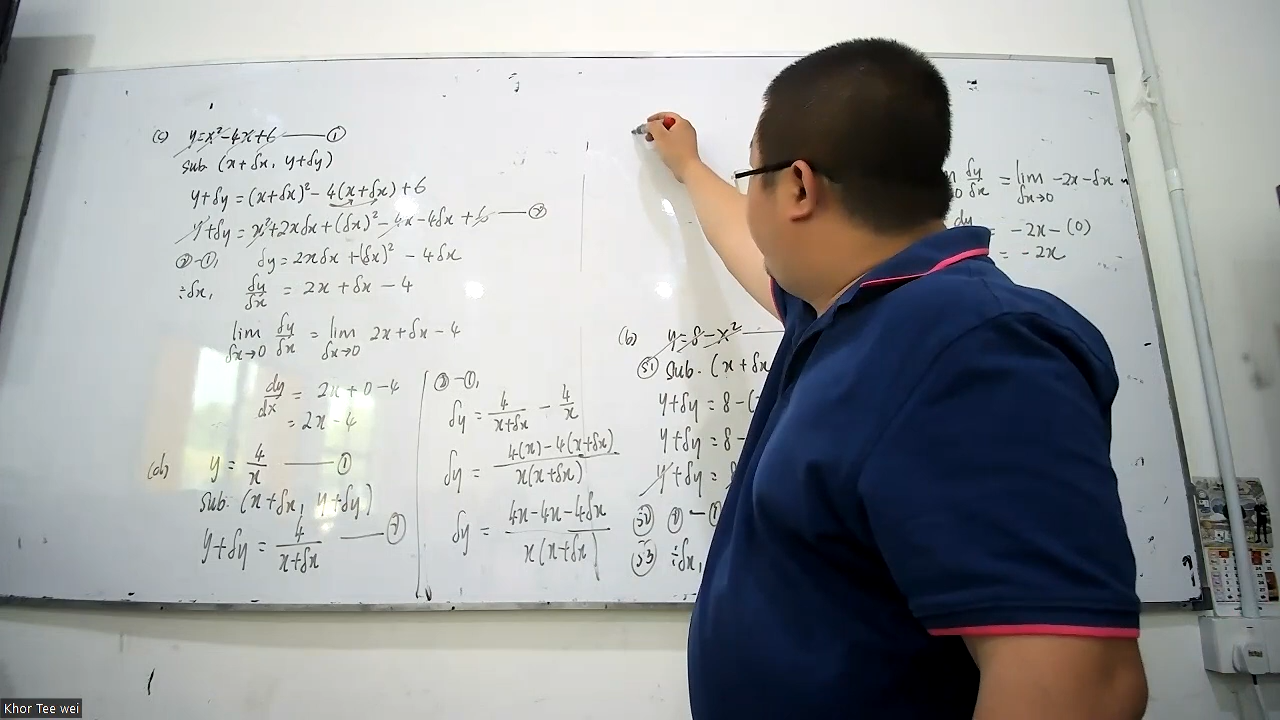 (c) y=x²-4x+6 —— ①
sub (x+δx, y+δy)
y+δy = (x+δx)² - 4(x+δx) + 6
y+δy = x²+2xδx+(δx)² - 4x-4δx +6 —— ②
②-①, δy = 2xδx +(δx)² - 4δx
÷δx, δy/δx = 2x + δx - 4
lim δx→0 δy/δx = lim δx→0 2x+δx-4
dy/dx = 2x+0-4
= 2x-4
(d) y = 4/x —— ①
sub. (x+δx, y+δy)
y+δy = 4/(x+δx) —— ②
②-①,
δy = 4/(x+δx) - 4/x
δy = (4(x)-4(x+δx))/(x(x+δx))
δy = (4x-4x-4δx)/(x(x+δx))
(b) y=8-x²
S1 sub. (x+δx
y+δy = 8-(
y+δy = 8-
y+δy =
S2 ②-①
S3 ÷δx,
δy/δx = lim δx→0 -2x-δx
dy = -2x-(0)
= -2x
Khor Tee wei